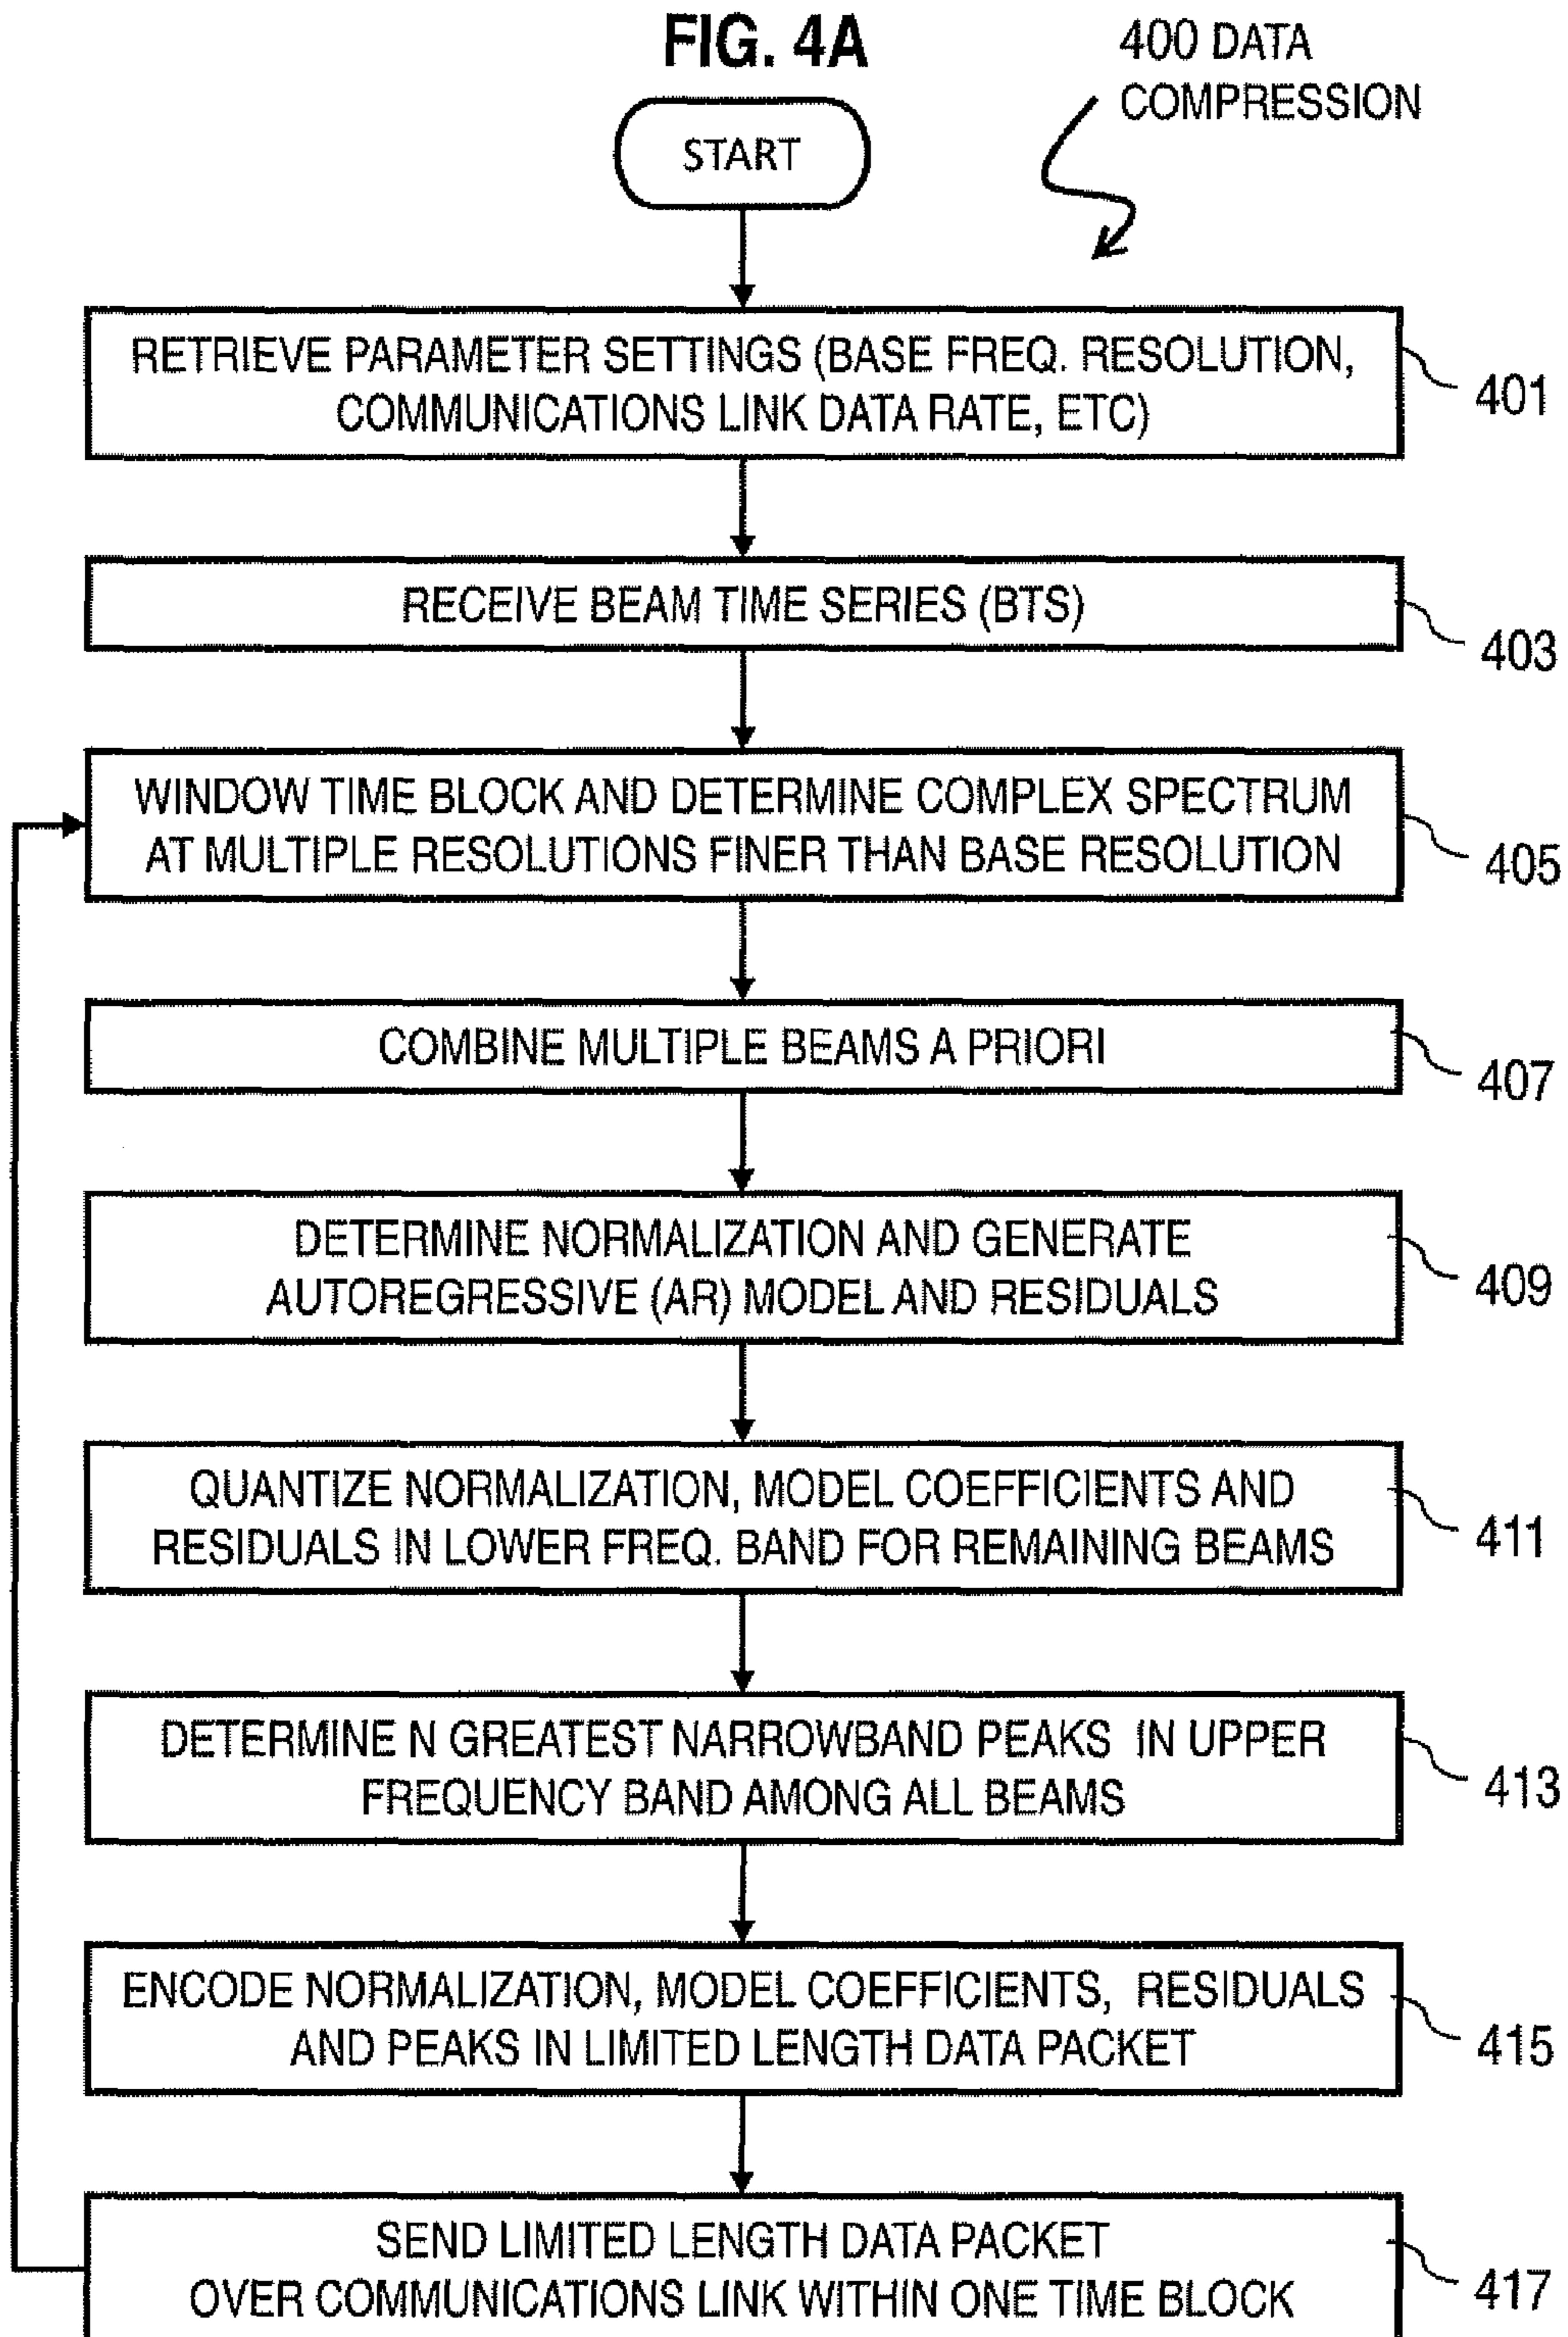 FIG. 4A
400 DATA
COMPRESSION
START
RETRIEVE PARAMETER SETTINGS (BASE FREQ. RESOLUTION,
COMMUNICATIONS LINK DATA RATE, ETC)
401
RECEIVE BEAM TIME SERIES (BTS)
403
WINDOW TIME BLOCK AND DETERMINE COMPLEX SPECTRUM
AT MULTIPLE RESOLUTIONS FINER THAN BASE RESOLUTION
405
COMBINE MULTIPLE BEAMS A PRIORI
407
DETERMINE NORMALIZATION AND GENERATE
AUTOREGRESSIVE (AR) MODEL AND RESIDUALS
409
QUANTIZE NORMALIZATION, MODEL COEFFICIENTS AND
RESIDUALS IN LOWER FREQ. BAND FOR REMAINING BEAMS
411
DETERMINE N GREATEST NARROWBAND PEAKS IN UPPER
FREQUENCY BAND AMONG ALL BEAMS
413
ENCODE NORMALIZATION, MODEL COEFFICIENTS, RESIDUALS
AND PEAKS IN LIMITED LENGTH DATA PACKET
415
SEND LIMITED LENGTH DATA PACKET
OVER COMMUNICATIONS LINK WITHIN ONE TIME BLOCK
417